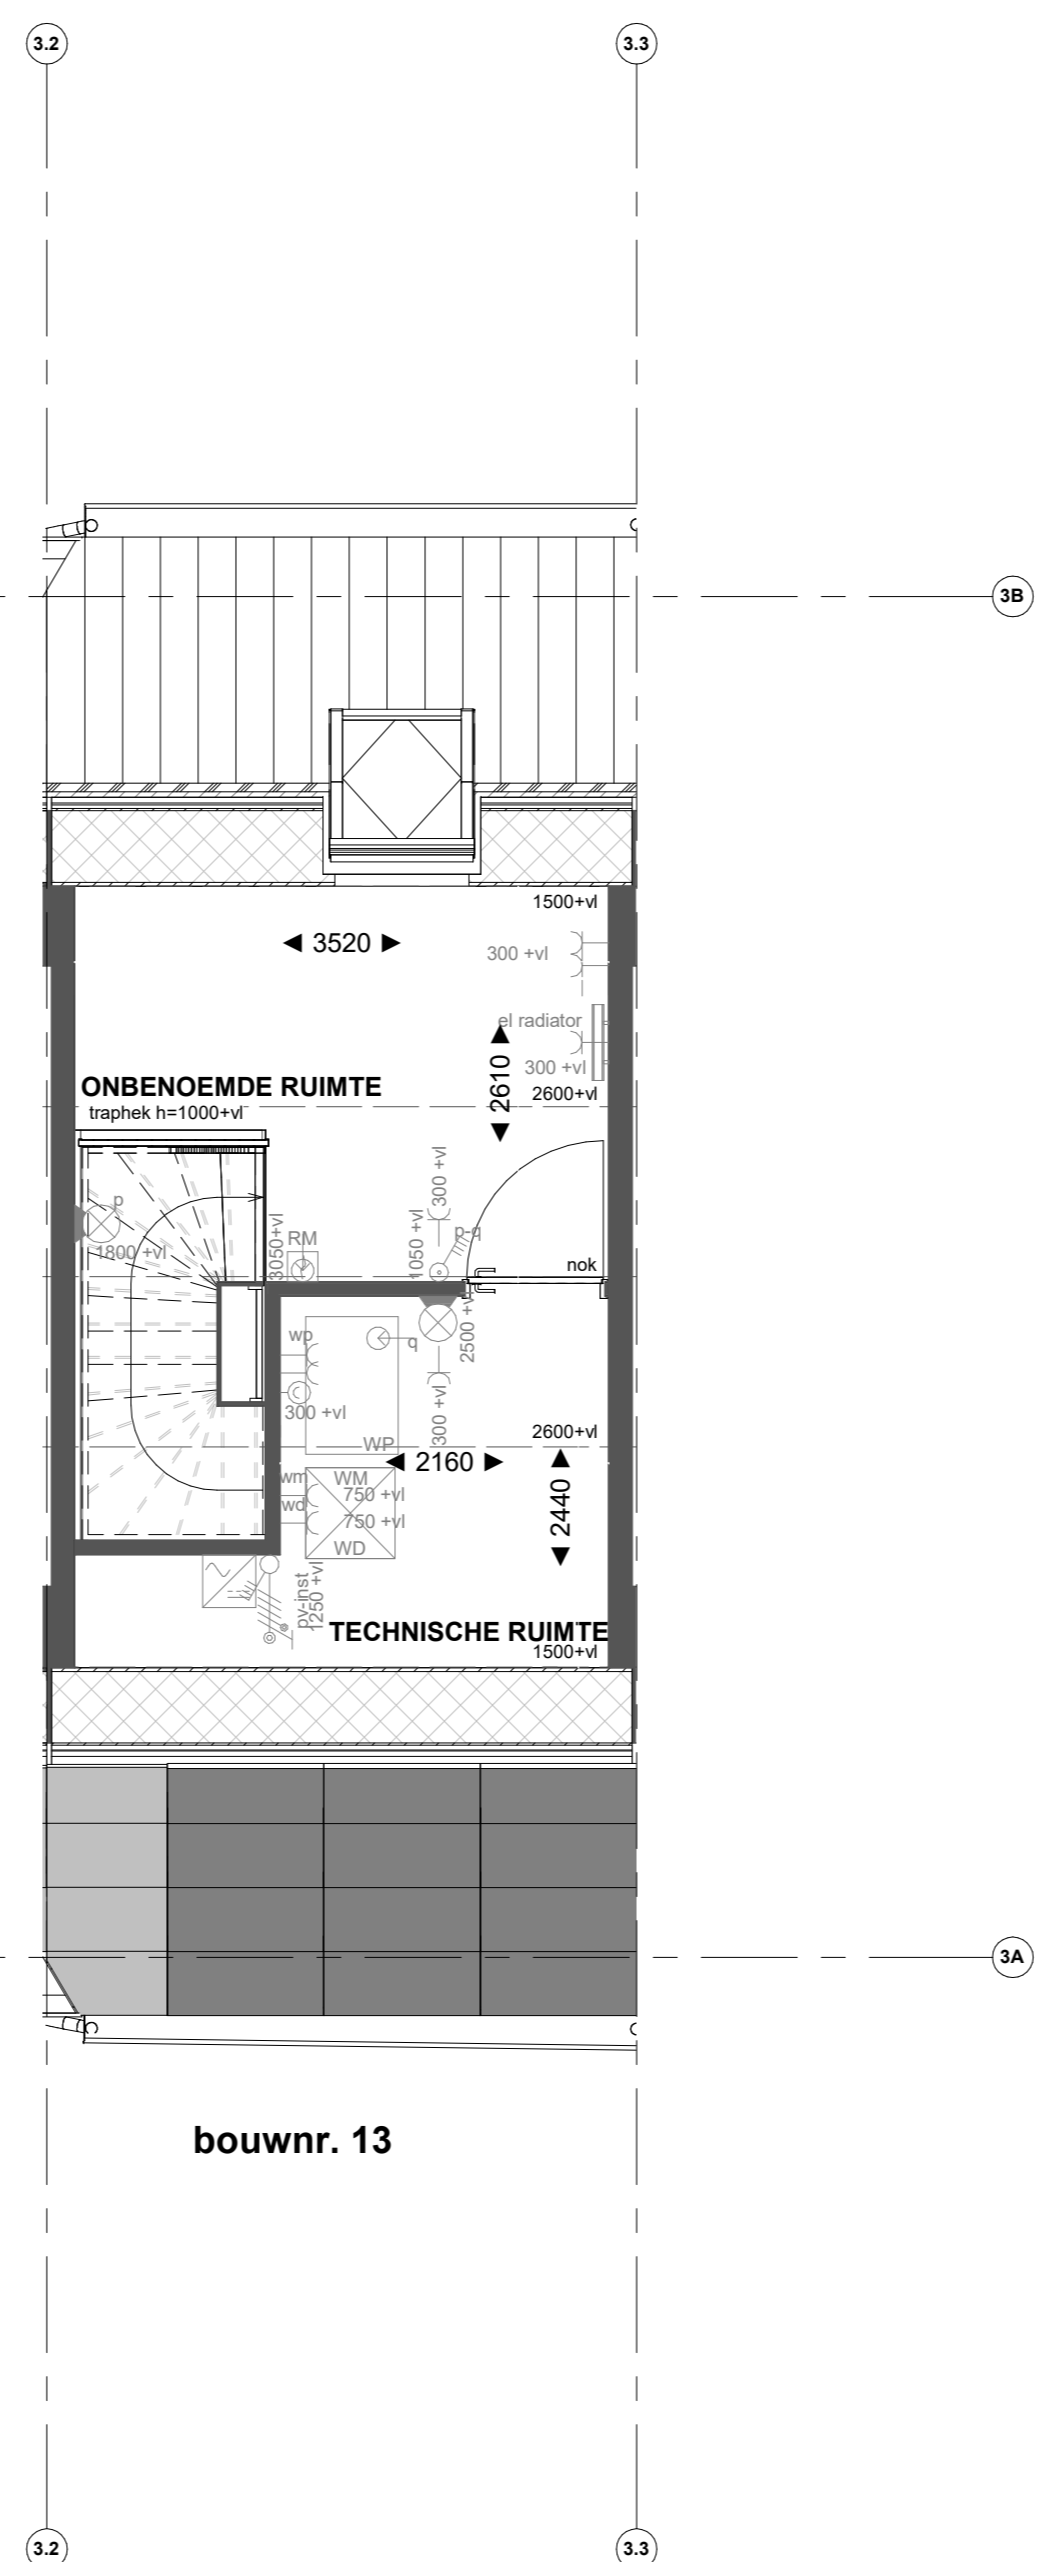 3.2
3.3
3B
1500+vl
◄ 3520 ►
300 +vl
el radiator
300 +vl
◄ 2610 ►
2600+vl
ONBENOEMDE RUIMTE
traphek h=1000+vl
p
1800 +vl
3050+vl
RM
1050 +vl
300 +vl
p-q
nok
2500 +vl
wp
q
300 +vl
300 +vl
WP
2600+vl
◄ 2160 ►
◄ 2440 ►
wm
WM
750 +vl
wd
750 +vl
WD
pv-inst
1250 +vl
TECHNISCHE RUIMTE
1500+vl
3A
bouwnr. 13
3.2
3.3